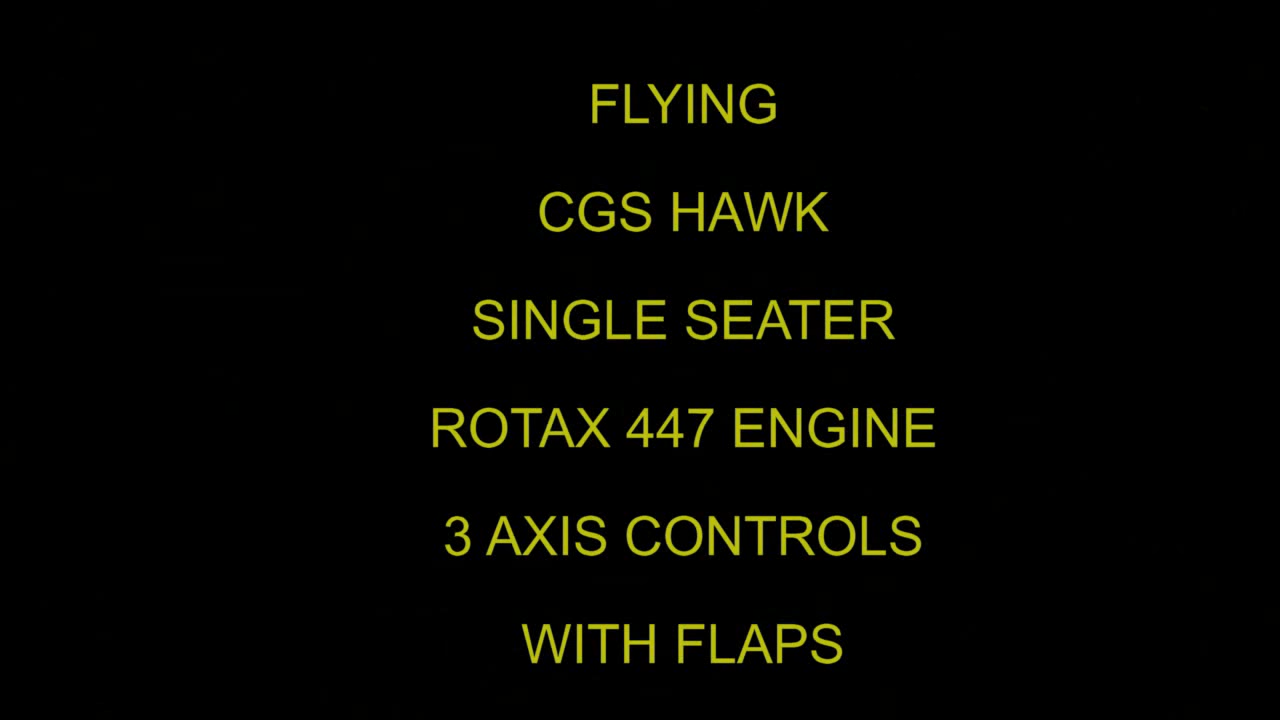 FLYING
CGS HAWK
SINGLE SEATER
ROTAX 447 ENGINE
3 AXIS CONTROLS
WITH FLAPS